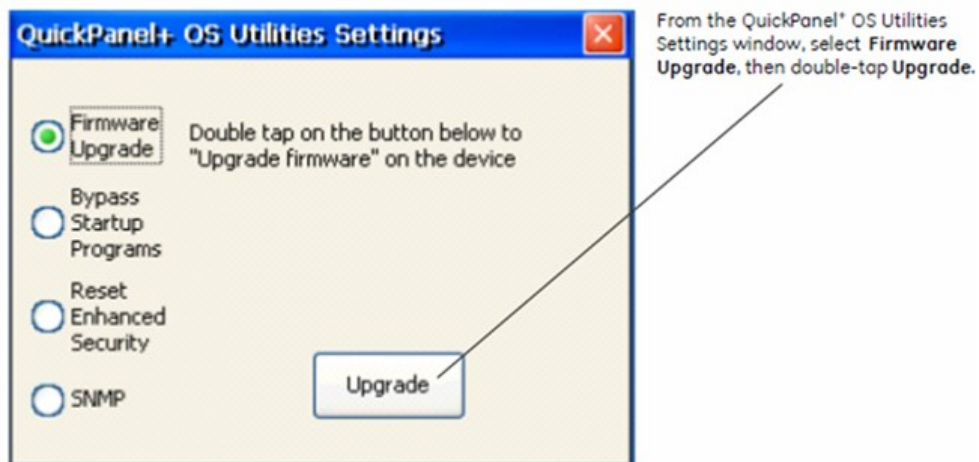 QuickPanel+ OS Utilities Settings
From the QuickPanel⁺ OS Utilities
Settings window, select Firmware
Upgrade, then double-tap Upgrade.
Firmware
Upgrade
Double tap on the button below to
"Upgrade firmware" on the device
Bypass
Startup
Programs
Reset
Enhanced
Security
SNMP
Upgrade